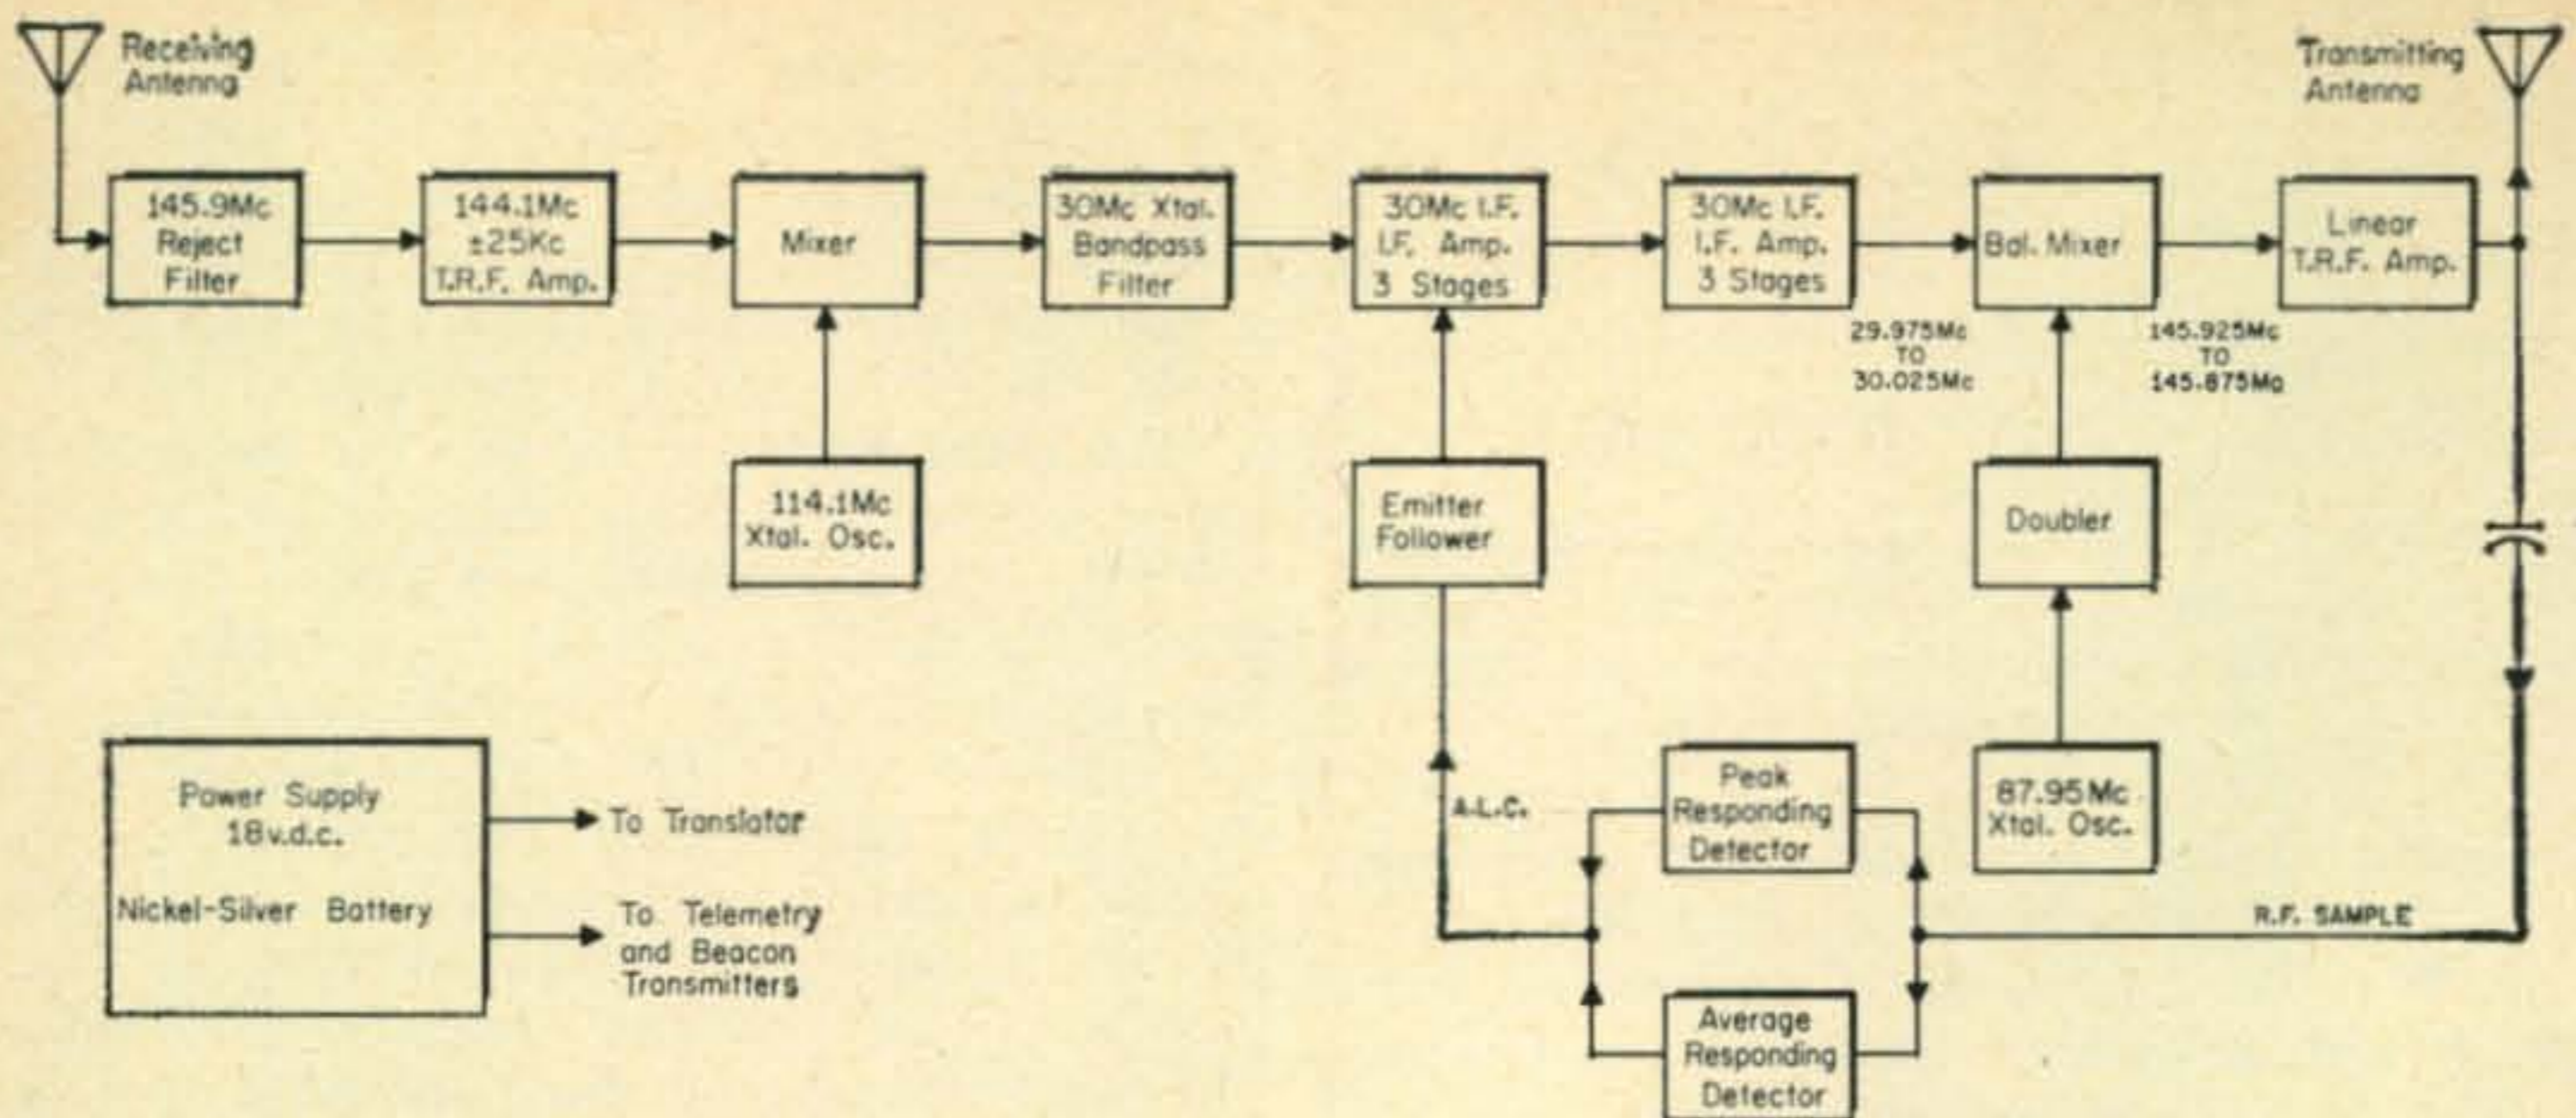 Receiving
Antenna
Transmitting
Antenna
145.9Mc
Reject
Filter
144.1Mc
±25Kc
T.R.F. Amp.
Mixer
30Mc Xtal.
Bandpass
Filter
30Mc I.F.
I.F. Amp.
3 Stages
30Mc I.F.
I.F. Amp.
3 Stages
Bal. Mixer
Linear
T.R.F. Amp.
29.975Mc
TO
30.025Mc
145.925Mc
TO
145.875Mc
114.1Mc
Xtal. Osc.
Emitter
Follower
Doubler
Power Supply
18v.d.c.
Nickel-Silver Battery
To Translator
To Telemetry
and Beacon
Transmitters
A.L.C.
Peak
Responding
Detector
87.95Mc
Xtal. Osc.
R.F. SAMPLE
Average
Responding
Detector